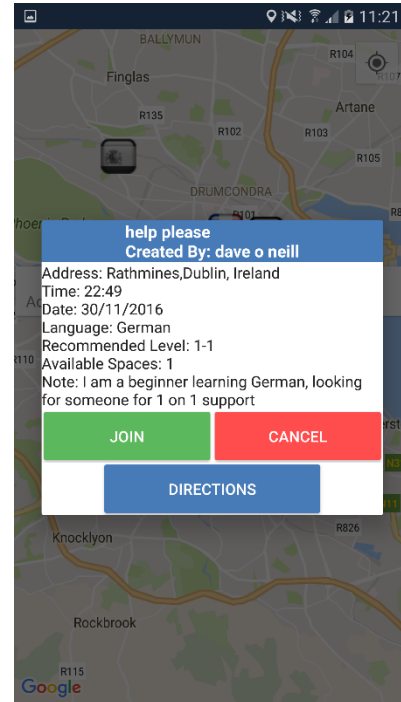 11:21
BALLYMUN
R104
Finglas
R107
Artane
R135
R102
R103
R105
DRUMCONDRA
R101
help please
Created By: dave o neill
Address: Rathmines,Dublin, Ireland
Time: 22:49
Date: 30/11/2016
Language: German
Recommended Level: 1-1
R110
Available Spaces: 1
Note: I am a beginner learning German, looking
for someone for 1 on 1 support
JOIN
CANCEL
DIRECTIONS
R826
Knocklyon
Rockbrook
R115
Google